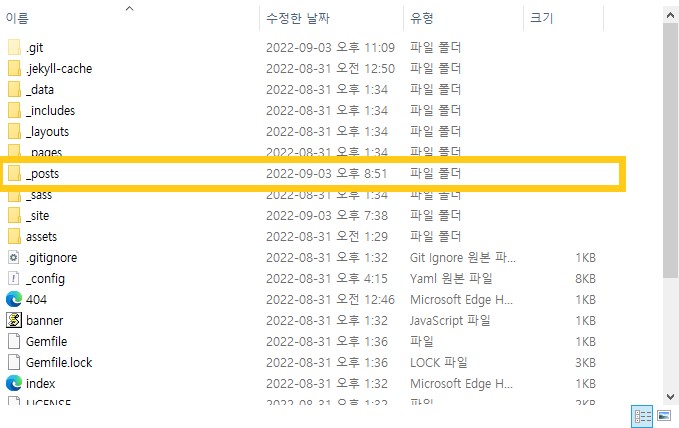 이름 수정한 날짜 유형 크기
.git 2022-09-03 오후 11:09 파일 폴더
.jekyll-cache 2022-08-31 오전 12:50 파일 폴더
_data 2022-08-31 오후 1:34 파일 폴더
_includes 2022-08-31 오후 1:34 파일 폴더
_layouts 2022-08-31 오후 1:34 파일 폴더
_pages 2022-08-31 오후 1:34 파일 폴더
_posts 2022-09-03 오후 8:51 파일 폴더
_sass 2022-08-31 오후 1:34 파일 폴더
_site 2022-09-03 오후 7:38 파일 폴더
assets 2022-08-31 오전 1:29 파일 폴더
.gitignore 2022-08-31 오후 1:32 Git Ignore 원본 파... 1KB
_config 2022-08-31 오후 4:15 Yaml 원본 파일 8KB
404 2022-08-31 오전 12:46 Microsoft Edge H... 1KB
banner 2022-08-31 오후 1:32 JavaScript 파일 1KB
Gemfile 2022-08-31 오후 1:36 파일 1KB
Gemfile.lock 2022-08-31 오후 1:36 LOCK 파일 3KB
index 2022-08-31 오후 1:32 Microsoft Edge H... 1KB
LICENSE 2022-08-31 오후 1:32 파일 2KB